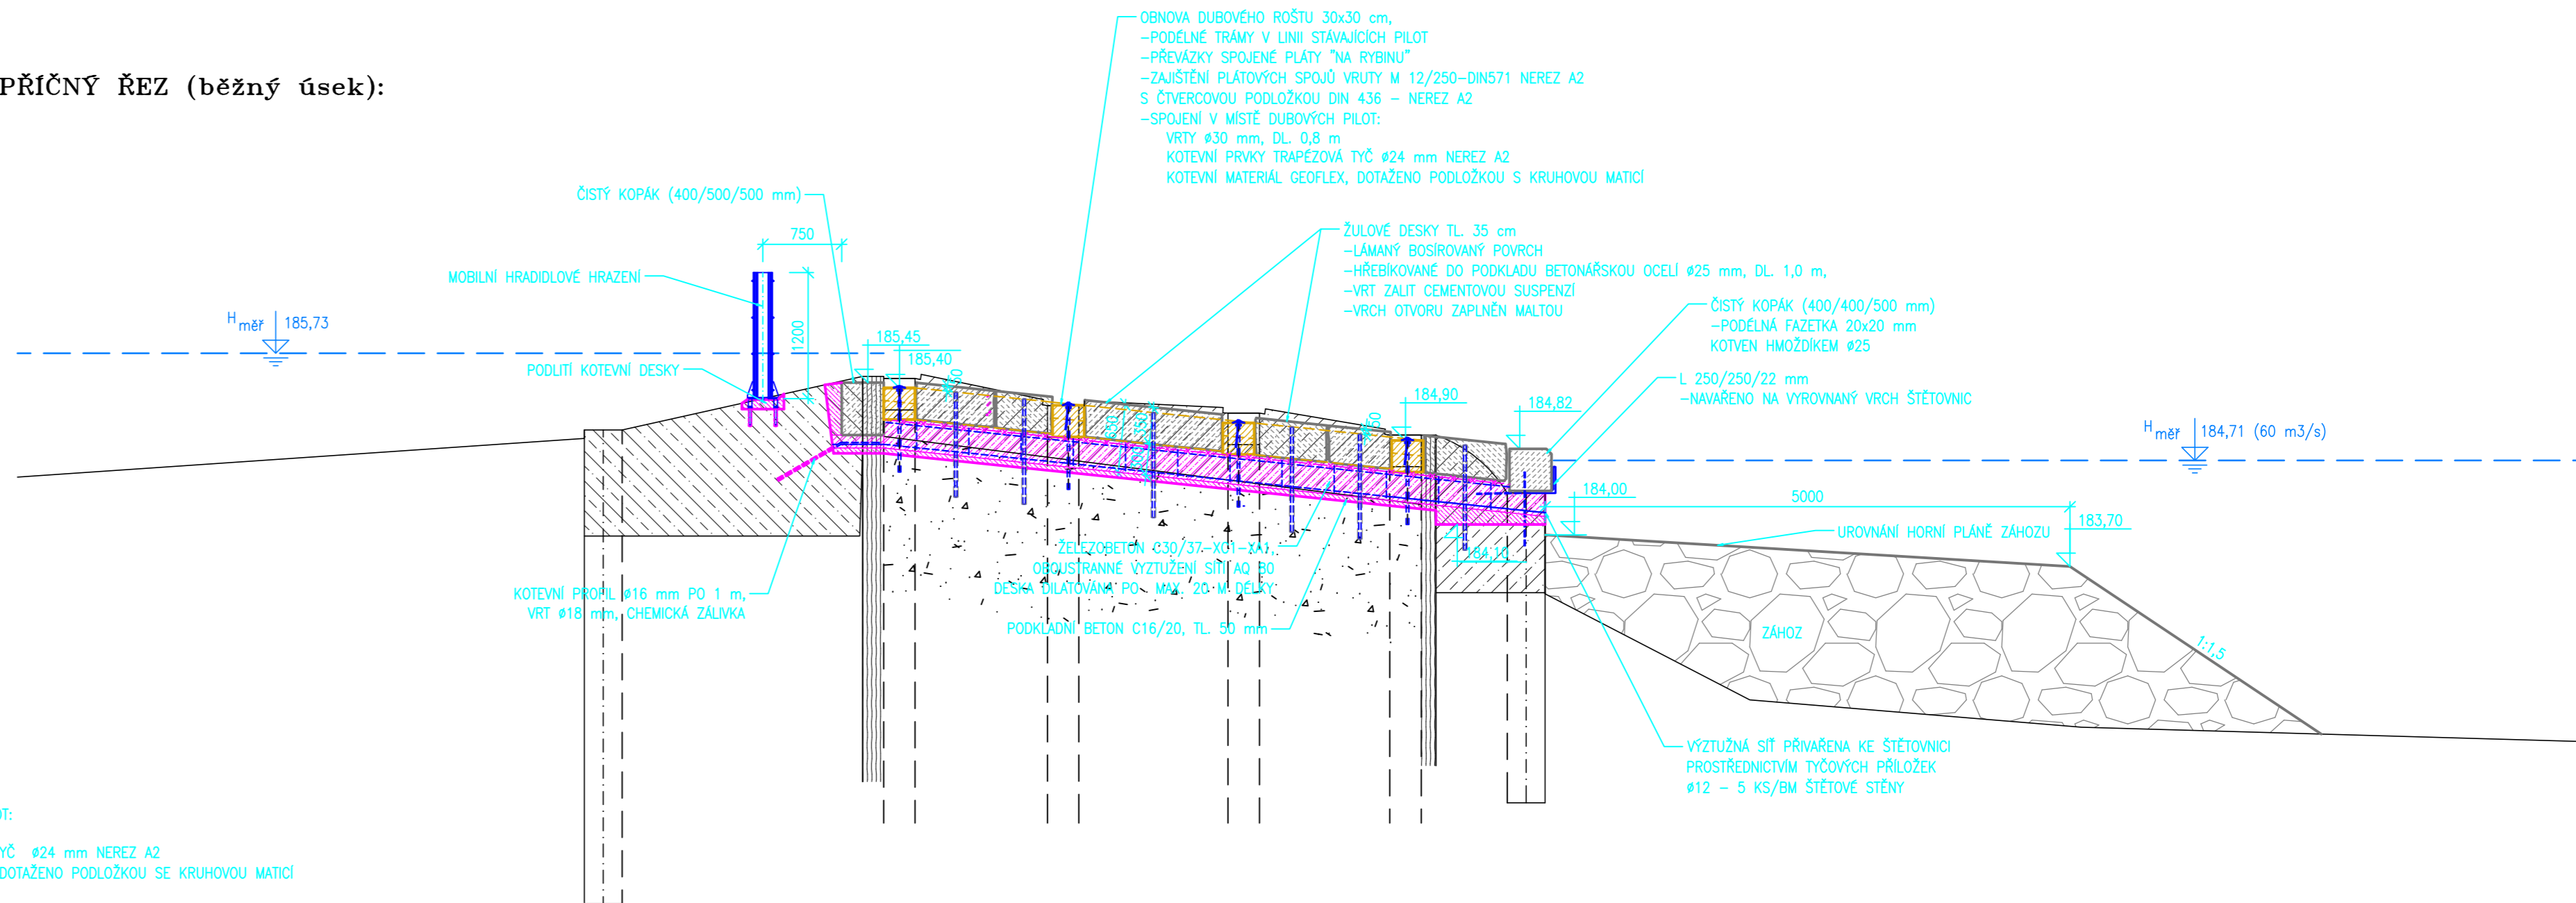 PŘÍČNÝ ŘEZ (běžný úsek):
OBNOVA DUBOVÉHO ROŠTU 30x30 cm,
-PODÉLNÉ TRÁMY V LINII STÁVAJÍCÍCH PILOT
-PŘEVÁZKY SPOJENÉ PLÁTY "NA RYBINU"
-ZAJIŠTĚNÍ PLÁTOVÝCH SPOJŮ VRUTY M 12/250-DIN571 NEREZ A2
S ČTVERCOVOU PODLOŽKOU DIN 436 - NEREZ A2
-SPOJENÍ V MÍSTĚ DUBOVÝCH PILOT:
VRTY ø30 mm, DL. 0,8 m
KOTEVNÍ PRVKY TRAPÉZOVÁ TYČ ø24 mm NEREZ A2
KOTEVNÍ MATERIÁL GEOFLEX, DOTAŽENO PODLOŽKOU S KRUHOVOU MATICÍ
ČISTÝ KOPÁK (400/500/500 mm)
750
MOBILNÍ HRADIDLOVÉ HRAZENÍ
1200
H měř 185,73
PODLITÍ KOTEVNÍ DESKY
185,45
185,40
50
ŽULOVÉ DESKY TL. 35 cm
-LÁMANÝ BOSÍROVANÝ POVRCH
-HŘEBÍKOVANÉ DO PODKLADU BETONÁŘSKOU OCELÍ ø25 mm, DL. 1,0 m,
-VRT ZALIT CEMENTOVOU SUSPENZÍ
-VRCH OTVORU ZAPLNĚN MALTOU
ČISTÝ KOPÁK (400/400/500 mm)
-PODÉLNÁ FAZETKA 20x20 mm
KOTVEN HMOŽDÍKEM ø25
L 250/250/22 mm
-NAVAŘENO NA VYROVNANÝ VRCH ŠTĚTOVNIC
50
184,90
184,82
H měř 184,71 (60 m3/s)
184,00
5000
183,70
UROVNÁNÍ HORNÍ PLÁNĚ ZÁHOZU
184,10
ŽELEZOBETON C30/37-XC1-XA1,
OBOUSTRANNÉ VYZTUŽENÍ SÍTÍ AQ 80
DESKA DILATOVÁNA PO MAX. 20 M DÉLKY
PODKLADNÍ BETON C16/20, TL. 50 mm
KOTEVNÍ PROFIL ø16 mm PO 1 m,
VRT ø18 mm, CHEMICKÁ ZÁLIVKA
ZÁHOZ
1:1,5
VÝZTUŽNÁ SÍŤ PŘIVAŘENA KE ŠTĚTOVNICI
PROSTŘEDNICTVÍM TYČOVÝCH PŘÍLOŽEK
ø12 - 5 KS/BM ŠTĚTOVÉ STĚNY
OT:
YČ ø24 mm NEREZ A2
DOTAŽENO PODLOŽKOU SE KRUHOVOU MATICÍ